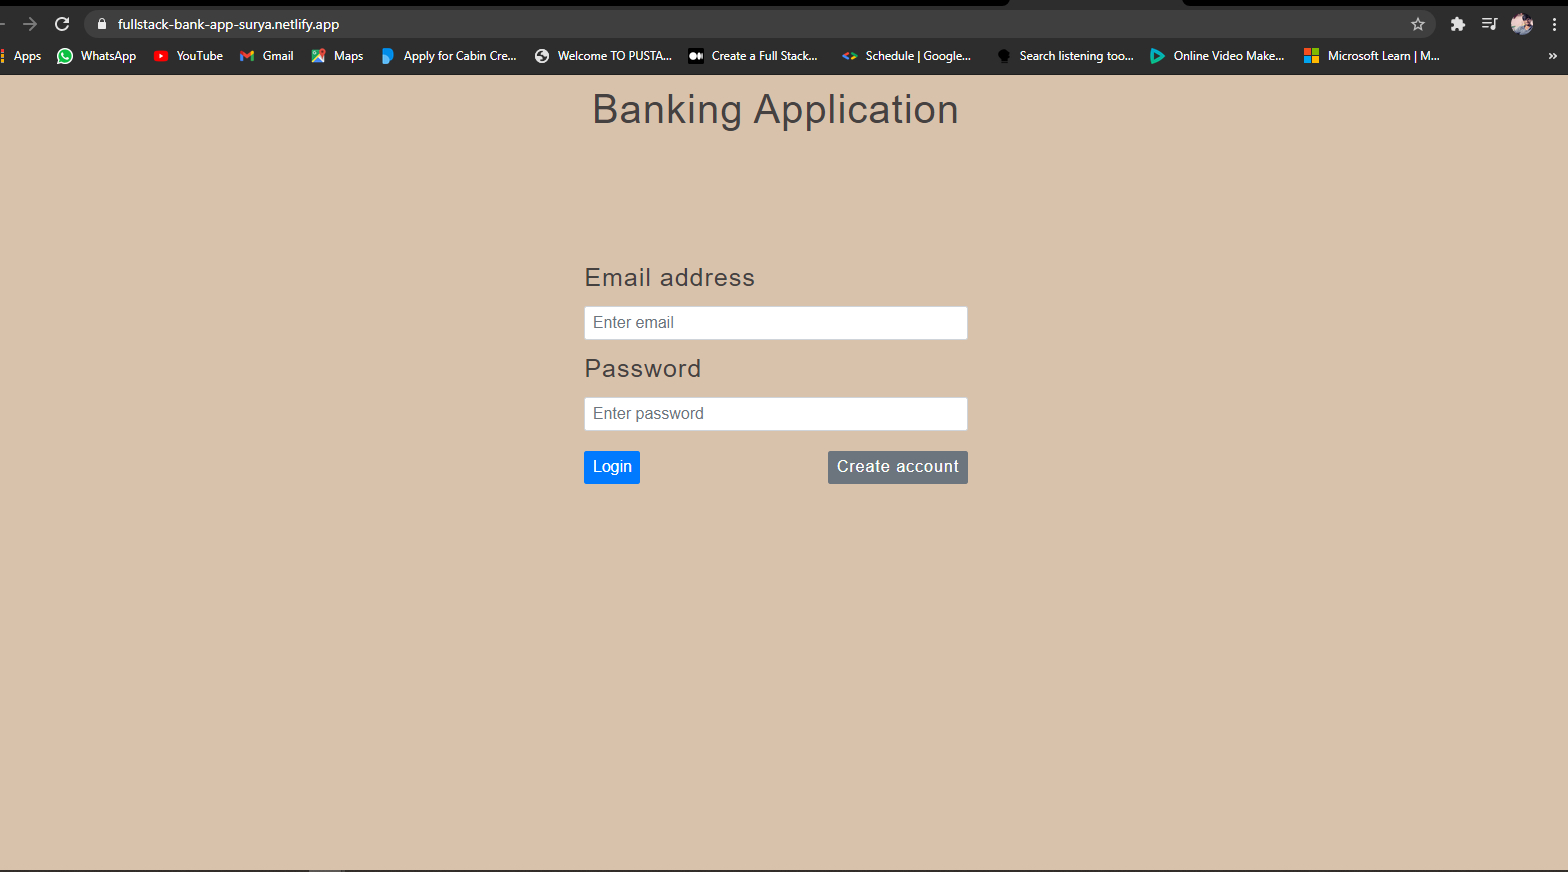 fullstack-bank-app-surya.netlify.app
Apps WhatsApp YouTube Gmail Maps Apply for Cabin Cre... Welcome TO PUSTA... Create a Full Stack... Schedule | Google... Search listening too... Online Video Make... Microsoft Learn | M... »
Banking Application
Email address
Enter email
Password
Enter password
Login Create account